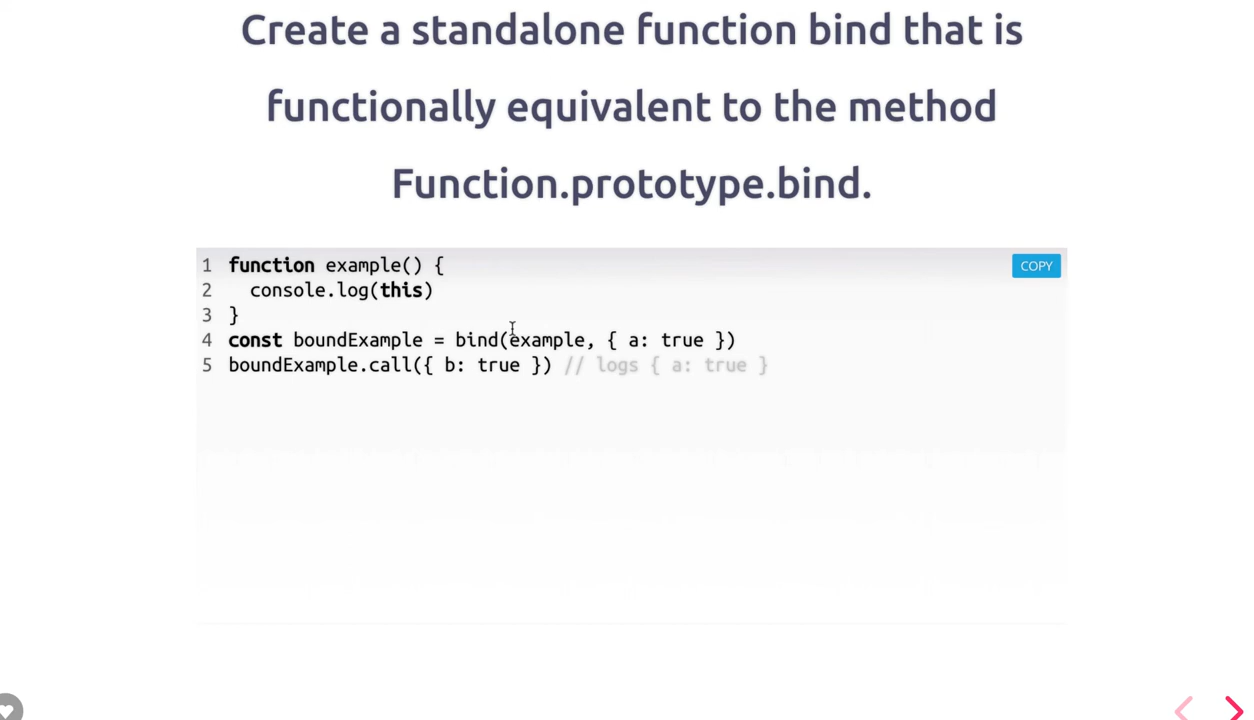 Create a standalone function bind that is
functionally equivalent to the method
Function.prototype.bind.
COPY
1 function example() {
2   console.log(this)
3 }
4 const boundExample = bind(example, { a: true })
5 boundExample.call({ b: true }) // logs { a: true }